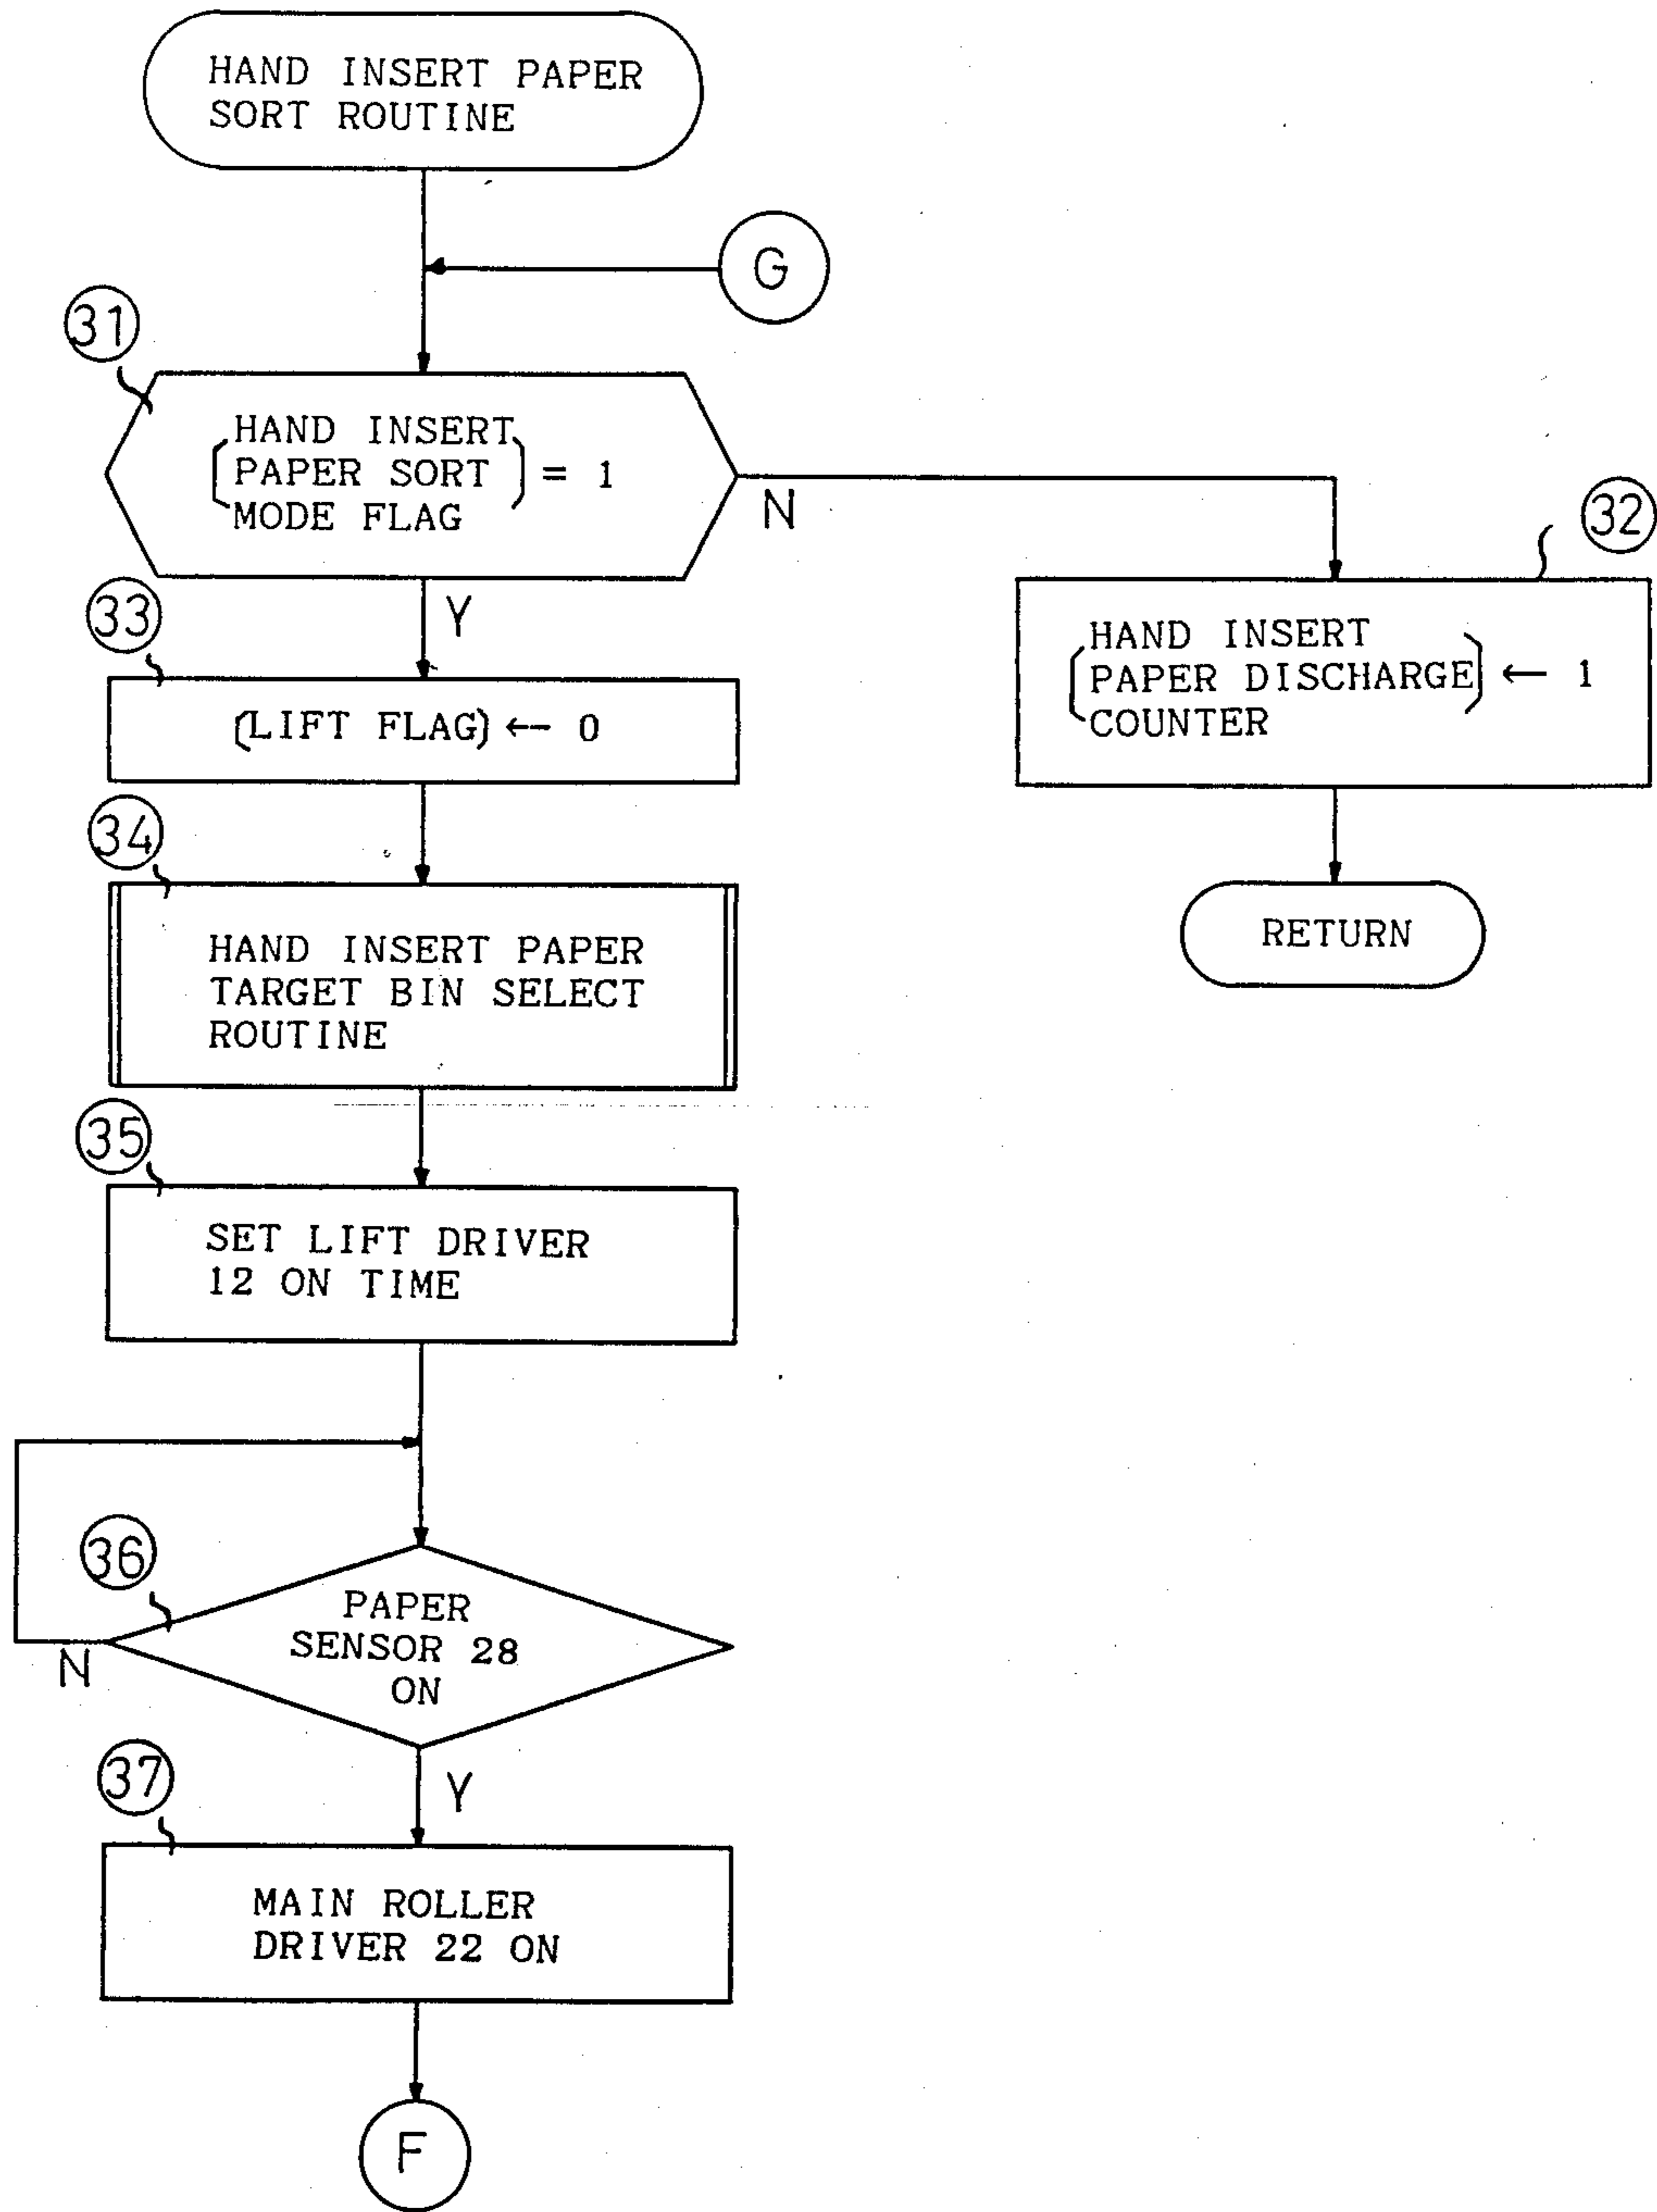 HAND INSERT PAPER
SORT ROUTINE
G
31
(HAND INSERT
PAPER SORT
MODE FLAG) = 1
N
Y
32
(HAND INSERT
PAPER DISCHARGE
COUNTER) ← 1
RETURN
33
(LIFT FLAG) ← 0
34
HAND INSERT PAPER
TARGET BIN SELECT
ROUTINE
35
SET LIFT DRIVER
12 ON TIME
36
PAPER
SENSOR 28
ON
N
Y
37
MAIN ROLLER
DRIVER 22 ON
F